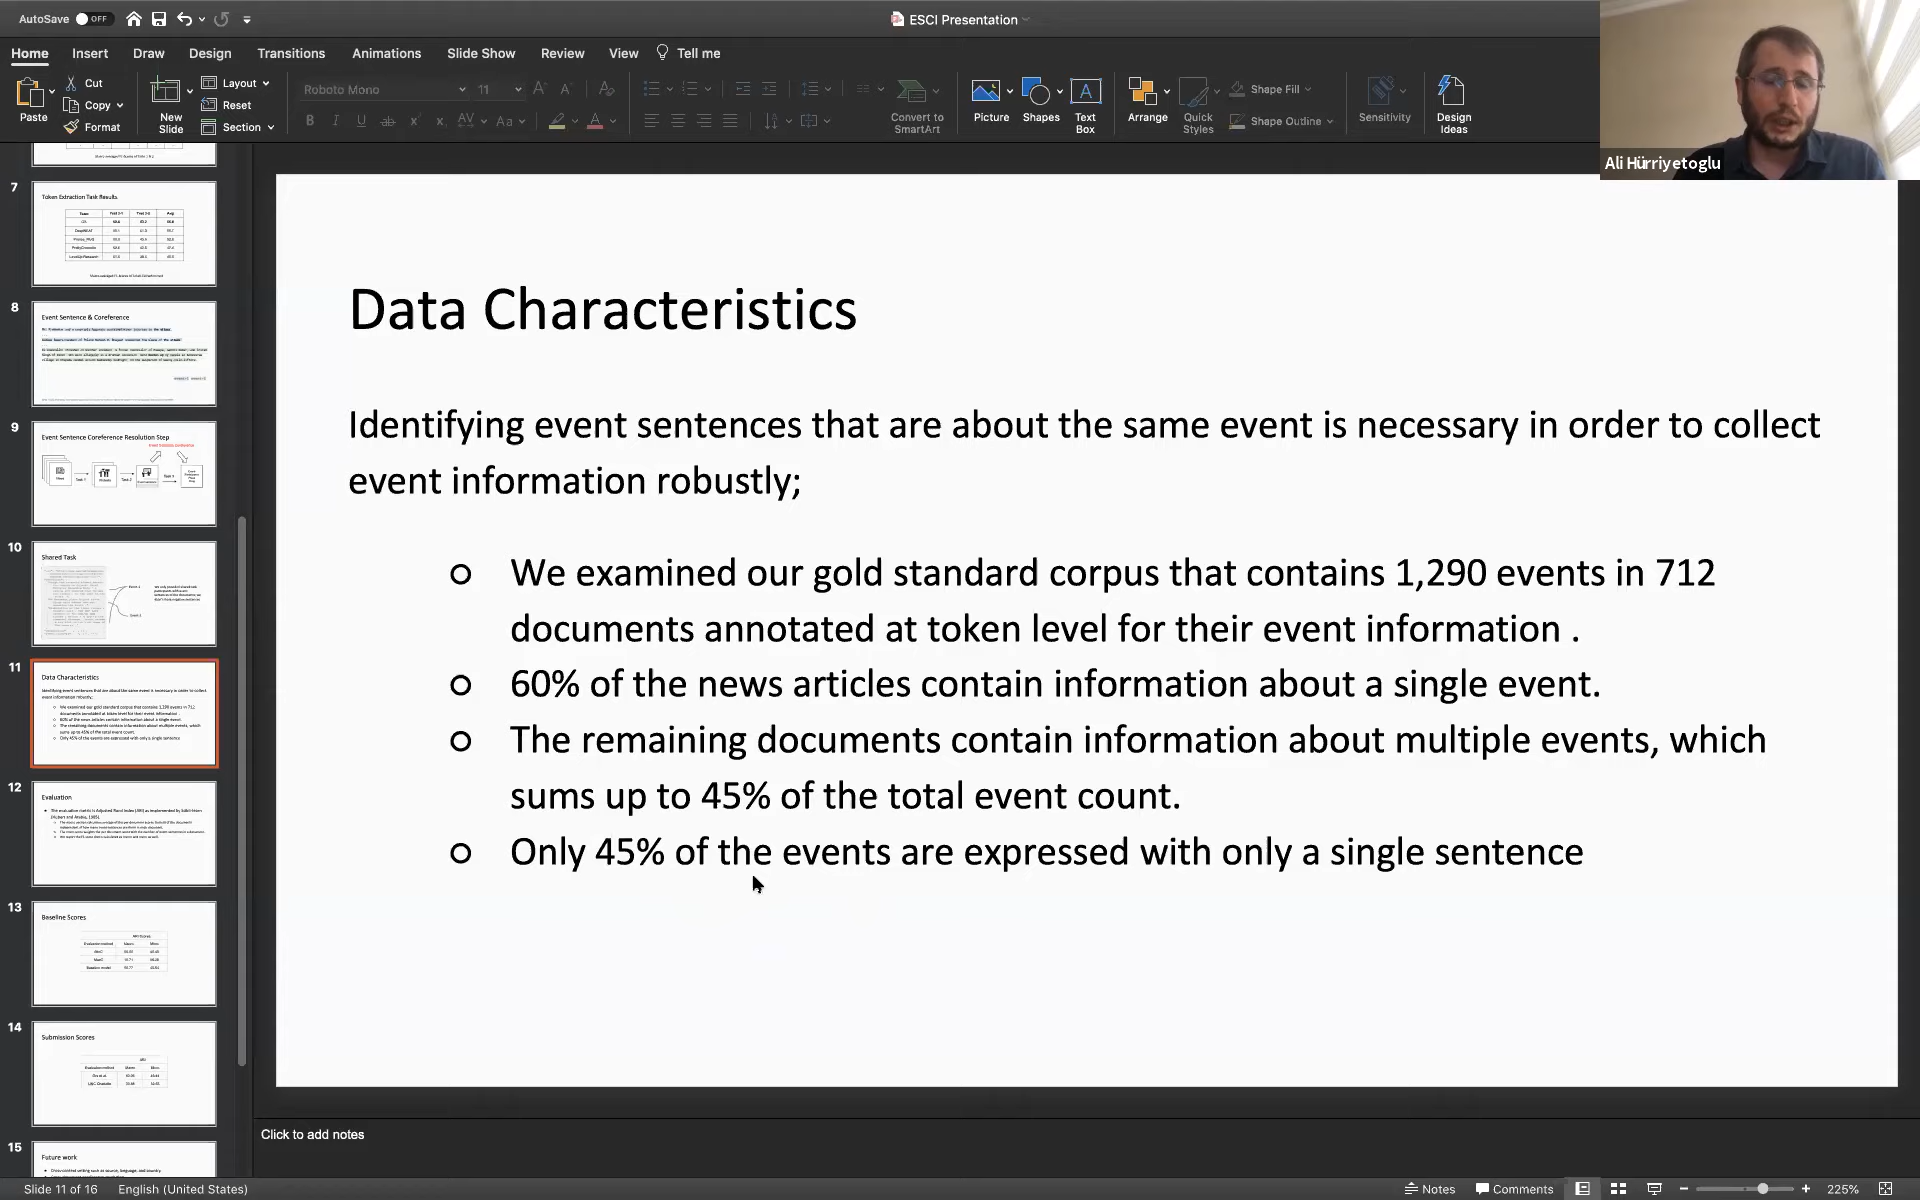 AutoSave OFF
ESCI Presentation
Home Insert Draw Design Transitions Animations Slide Show Review View Tell me
Paste
Cut
Copy
Format
New Slide
Layout
Reset
Section
Roboto Mono 11
Convert to SmartArt
Picture
Shapes
Text Box
Arrange
Quick Styles
Shape Fill
Shape Outline
Sensitivity
Design Ideas
Ali Hürriyetoglu
7
Token Extraction Task Results
8
Event Sentence & Coreference
9
Event Sentence Coreference Resolution Step
10
Shared Task
11
Data Characteristics
12
Evaluation
13
Baseline Scores
14
Submission Scores
15
Future work
Data Characteristics
Identifying event sentences that are about the same event is necessary in order to collect
event information robustly;
We examined our gold standard corpus that contains 1,290 events in 712
documents annotated at token level for their event information .
60% of the news articles contain information about a single event.
The remaining documents contain information about multiple events, which
sums up to 45% of the total event count.
Only 45% of the events are expressed with only a single sentence
Click to add notes
Slide 11 of 16 English (United States) Notes Comments 225%